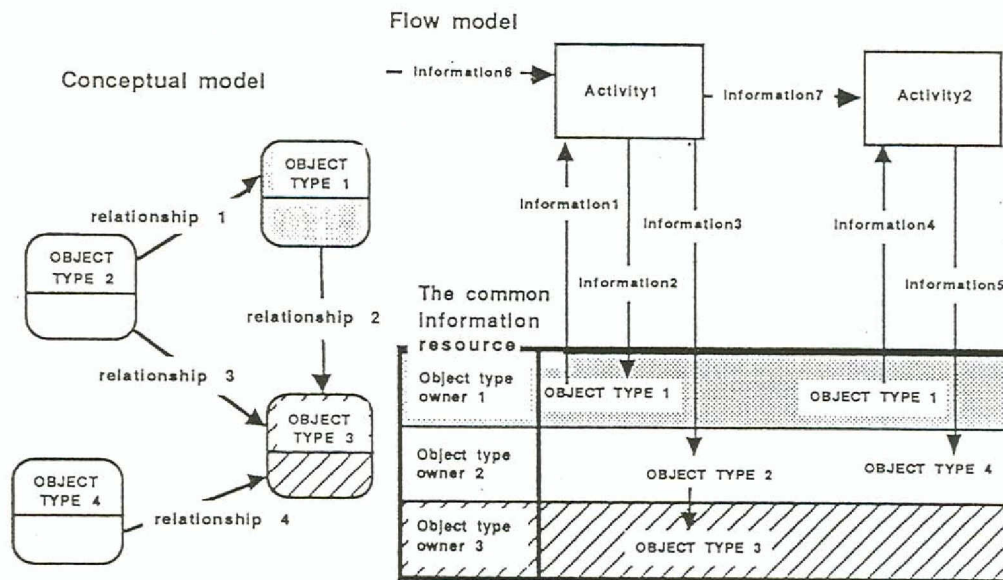 Flow model
Conceptual model
Information6
Activity1
Information7
Activity2
OBJECT
TYPE 1
relationship 1
OBJECT
TYPE 2
relationship 2
relationship 3
OBJECT
TYPE 3
OBJECT
TYPE 4
relationship 4
Information1
Information3
Information4
Information2
Information5
The common
information
resource
Object type
owner 1
OBJECT TYPE 1
OBJECT TYPE 1
Object type
owner 2
OBJECT TYPE 2
OBJECT TYPE 4
Object type
owner 3
OBJECT TYPE 3